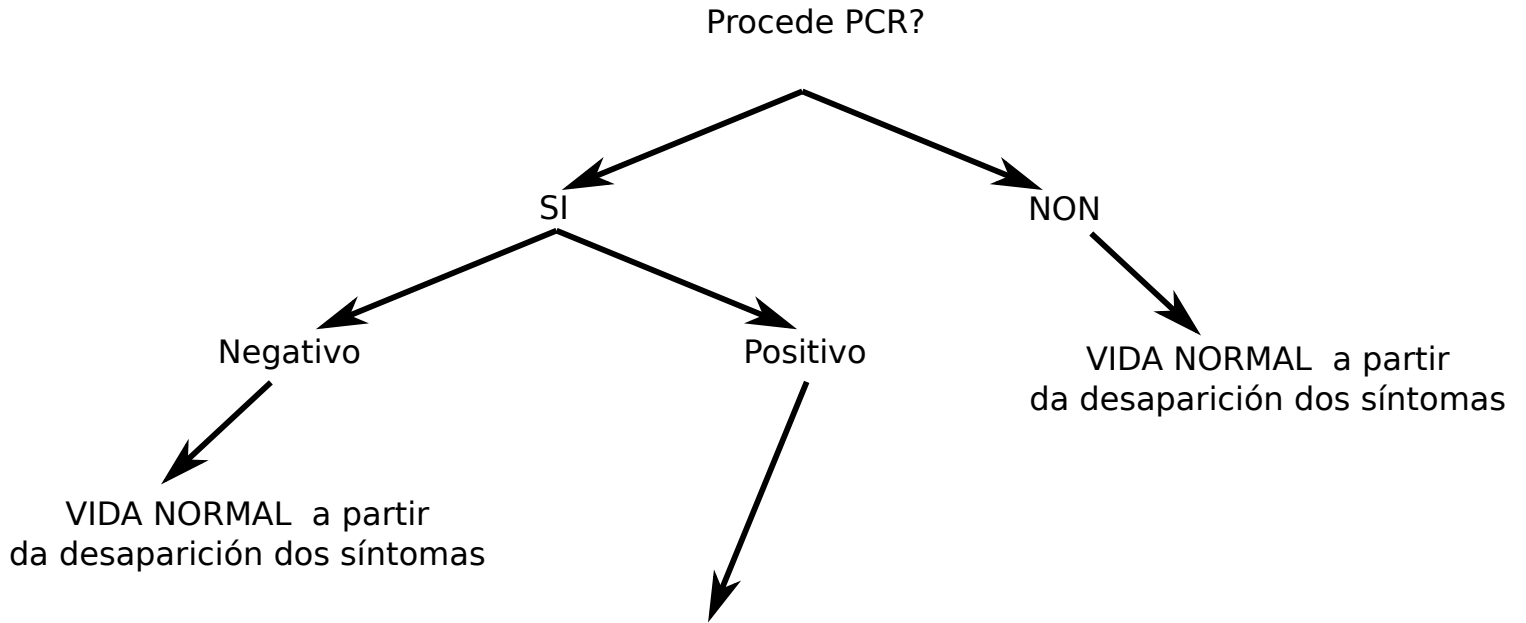 Procede PCR?
SI
NON
Negativo
Positivo
VIDA NORMAL  a partir
da desaparición dos síntomas
VIDA NORMAL  a partir
da desaparición dos síntomas